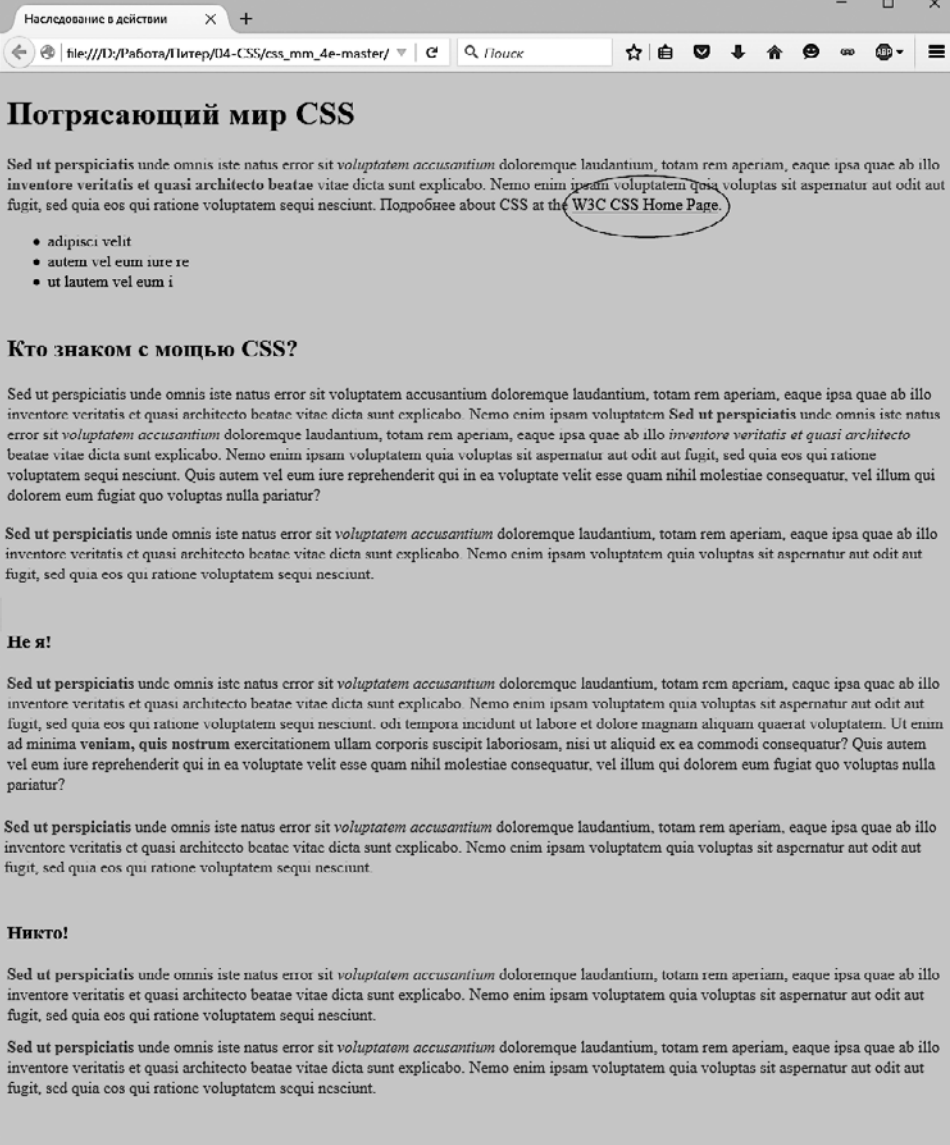 Наследование в действии
file:///D:/Работа/Питер/04-CSS/css_mm_4e-master/
Поиск
ABP
Потрясающий мир CSS
Sed ut perspiciatis unde omnis iste natus error sit voluptatem accusantium doloremque laudantium, totam rem aperiam, eaque ipsa quae ab illo
inventore veritatis et quasi architecto beatae vitae dicta sunt explicabo. Nemo enim ipsam voluptatem quia voluptas sit aspernatur aut odit aut
fugit, sed quia eos qui ratione voluptatem sequi nesciunt. Подробнее about CSS at the W3C CSS Home Page.
• adipisci velit
• autem vel eum iure re
• ut lautem vel eum i
Кто знаком с мощью CSS?
Sed ut perspiciatis unde omnis iste natus error sit voluptatem accusantium doloremque laudantium, totam rem aperiam, eaque ipsa quae ab illo
inventore veritatis et quasi architecto beatae vitae dicta sunt explicabo. Nemo enim ipsam voluptatem Sed ut perspiciatis unde omnis iste natus
error sit voluptatem accusantium doloremque laudantium, totam rem aperiam, eaque ipsa quae ab illo inventore veritatis et quasi architecto
beatae vitae dicta sunt explicabo. Nemo enim ipsam voluptatem quia voluptas sit aspernatur aut odit aut fugit, sed quia eos qui ratione
voluptatem sequi nesciunt. Quis autem vel eum iure reprehenderit qui in ea voluptate velit esse quam nihil molestiae consequatur, vel illum qui
dolorem eum fugiat quo voluptas nulla pariatur?
Sed ut perspiciatis unde omnis iste natus error sit voluptatem accusantium doloremque laudantium, totam rem aperiam, eaque ipsa quae ab illo
inventore veritatis et quasi architecto beatae vitae dicta sunt explicabo. Nemo enim ipsam voluptatem quia voluptas sit aspernatur aut odit aut
fugit, sed quia eos qui ratione voluptatem sequi nesciunt.
Не я!
Sed ut perspiciatis unde omnis iste natus error sit voluptatem accusantium doloremque laudantium, totam rem aperiam, eaque ipsa quae ab illo
inventore veritatis et quasi architecto beatae vitae dicta sunt explicabo. Nemo enim ipsam voluptatem quia voluptas sit aspernatur aut odit aut
fugit, sed quia eos qui ratione voluptatem sequi nesciunt. odi tempora incidunt ut labore et dolore magnam aliquam quaerat voluptatem. Ut enim
ad minima veniam, quis nostrum exercitationem ullam corporis suscipit laboriosam, nisi ut aliquid ex ea commodi consequatur? Quis autem
vel eum iure reprehenderit qui in ea voluptate velit esse quam nihil molestiae consequatur, vel illum qui dolorem eum fugiat quo voluptas nulla
pariatur?
Sed ut perspiciatis unde omnis iste natus error sit voluptatem accusantium doloremque laudantium, totam rem aperiam, eaque ipsa quae ab illo
inventore veritatis et quasi architecto beatae vitae dicta sunt explicabo. Nemo enim ipsam voluptatem quia voluptas sit aspernatur aut odit aut
fugit, sed quia eos qui ratione voluptatem sequi nesciunt.
Никто!
Sed ut perspiciatis unde omnis iste natus error sit voluptatem accusantium doloremque laudantium, totam rem aperiam, eaque ipsa quae ab illo
inventore veritatis et quasi architecto beatae vitae dicta sunt explicabo. Nemo enim ipsam voluptatem quia voluptas sit aspernatur aut odit aut
fugit, sed quia eos qui ratione voluptatem sequi nesciunt.
Sed ut perspiciatis unde omnis iste natus error sit voluptatem accusantium doloremque laudantium, totam rem aperiam, eaque ipsa quae ab illo
inventore veritatis et quasi architecto beatae vitae dicta sunt explicabo. Nemo enim ipsam voluptatem quia voluptas sit aspernatur aut odit aut
fugit, sed quia eos qui ratione voluptatem sequi nesciunt.